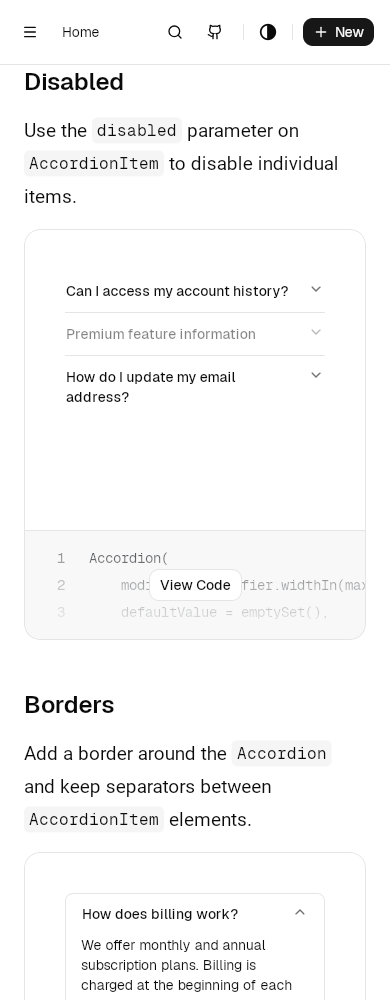 Home
New
Disabled
Use the disabled parameter on
AccordionItem to disable individual
items.
Can I access my account history?
Premium feature information
How do I update my email
address?
1 Accordion(
2 fier.widthIn(max
View Code
3 defaultValue = emptySet(),
Borders
Add a border around the Accordion
and keep separators between
AccordionItem elements.
How does billing work?
We offer monthly and annual
subscription plans. Billing is
charged at the beginning of each